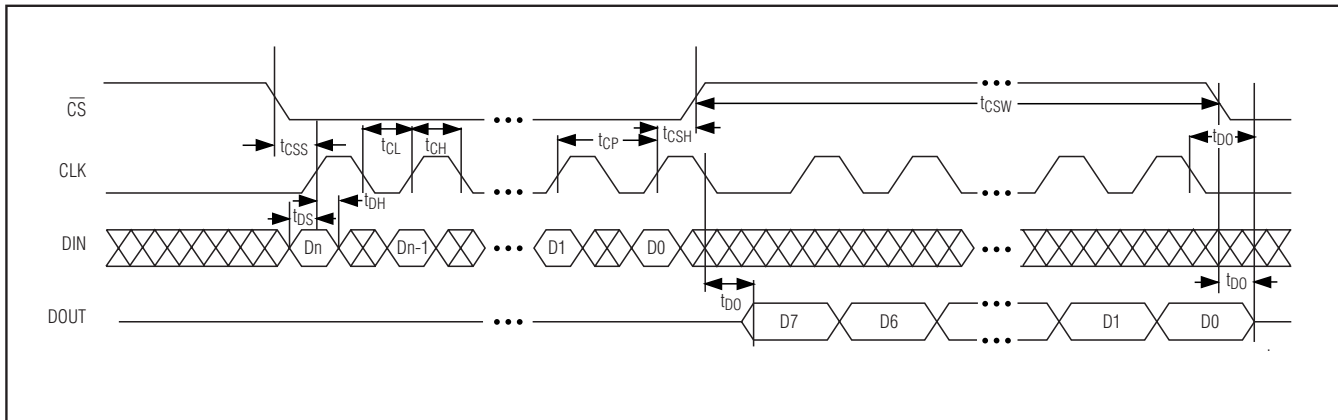 •••
CS
tCSW
tCSS
tCL
tCH
•••
tCP
tCSH
tDO
CLK
•••
•••
tDS
tDH
DIN
Dn
Dn-1
•••
D1
D0
•••
tDO
tDO
DOUT
•••
D7
D6
•••
D1
D0